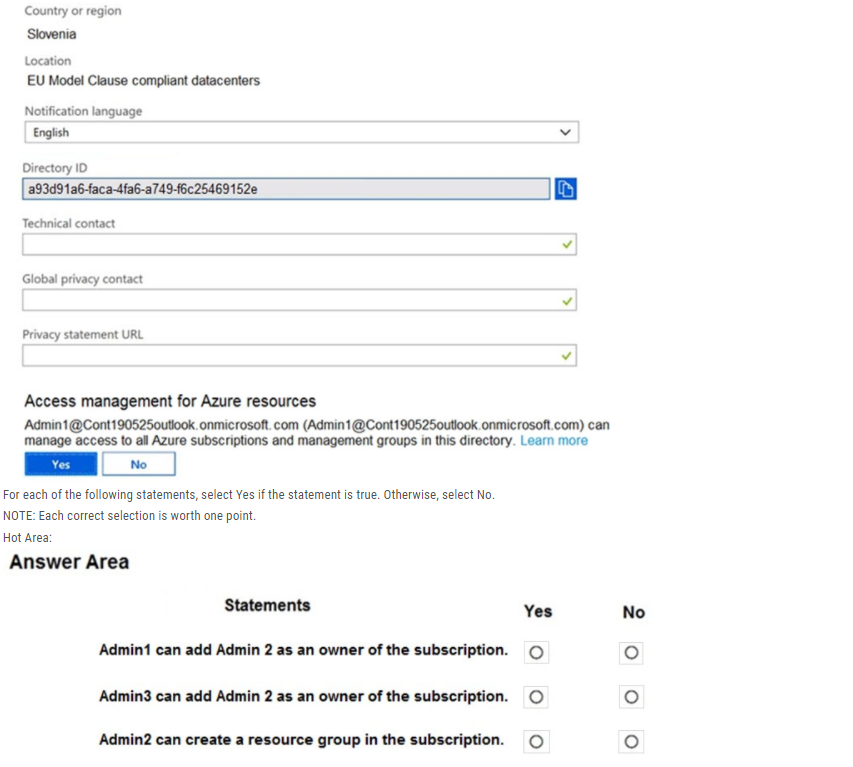 Country or region
Slovenia
Location
EU Model Clause compliant datacenters
Notification language
English
Directory ID
a93d91a6-faca-4fa6-a749-f6c25469152e
Technical contact
Global privacy contact
Privacy statement URL
Access management for Azure resources
Admin1@Cont190525outlook.onmicrosoft.com (Admin1@Cont190525outlook.onmicrosoft.com) can
manage access to all Azure subscriptions and management groups in this directory. Learn more
Yes No
For each of the following statements, select Yes if the statement is true. Otherwise, select No.
NOTE: Each correct selection is worth one point.
Hot Area:
Answer Area
Statements Yes No
Admin1 can add Admin 2 as an owner of the subscription.
Admin3 can add Admin 2 as an owner of the subscription.
Admin2 can create a resource group in the subscription.